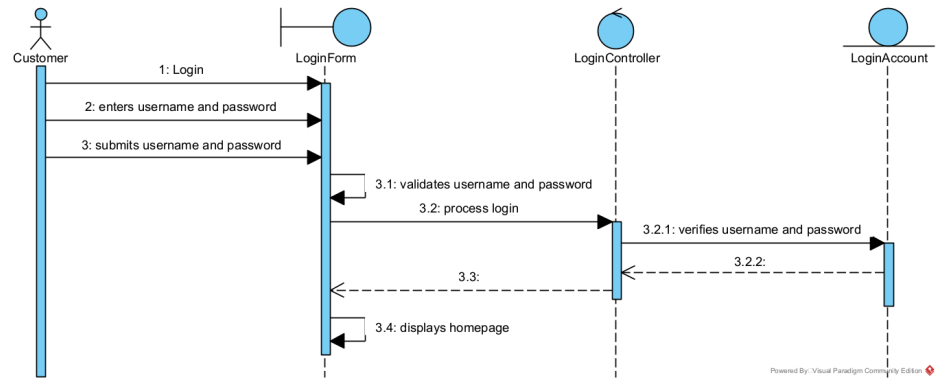 Customer
LoginForm
LoginController
LoginAccount
1: Login
2: enters username and password
3: submits username and password
3.1: validates username and password
3.2: process login
3.2.1: verifies username and password
3.2.2:
3.3:
3.4: displays homepage
Powered By: Visual Paradigm Community Edition